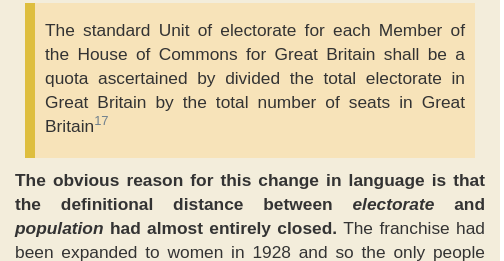 The standard Unit of electorate for each Member of
the House of Commons for Great Britain shall be a
quota ascertained by divided the total electorate in
Great Britain by the total number of seats in Great
Britain17
The obvious reason for this change in language is that
the definitional distance between electorate and
population had almost entirely closed. The franchise had
been expanded to women in 1928 and so the only people